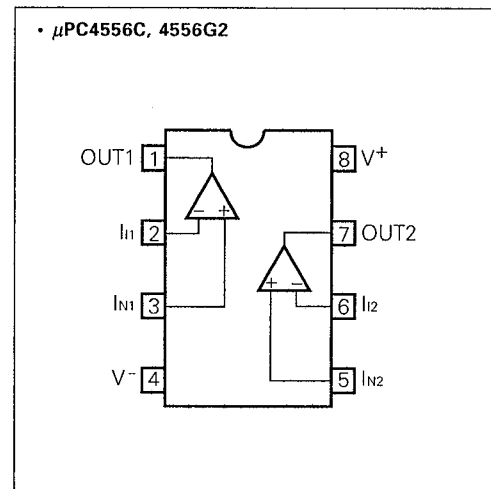 • μPC4556C, 4556G2
OUT1 1
8 V+
− +
II1 2
7 OUT2
+ −
IN1 3
6 II2
V− 4
5 IN2